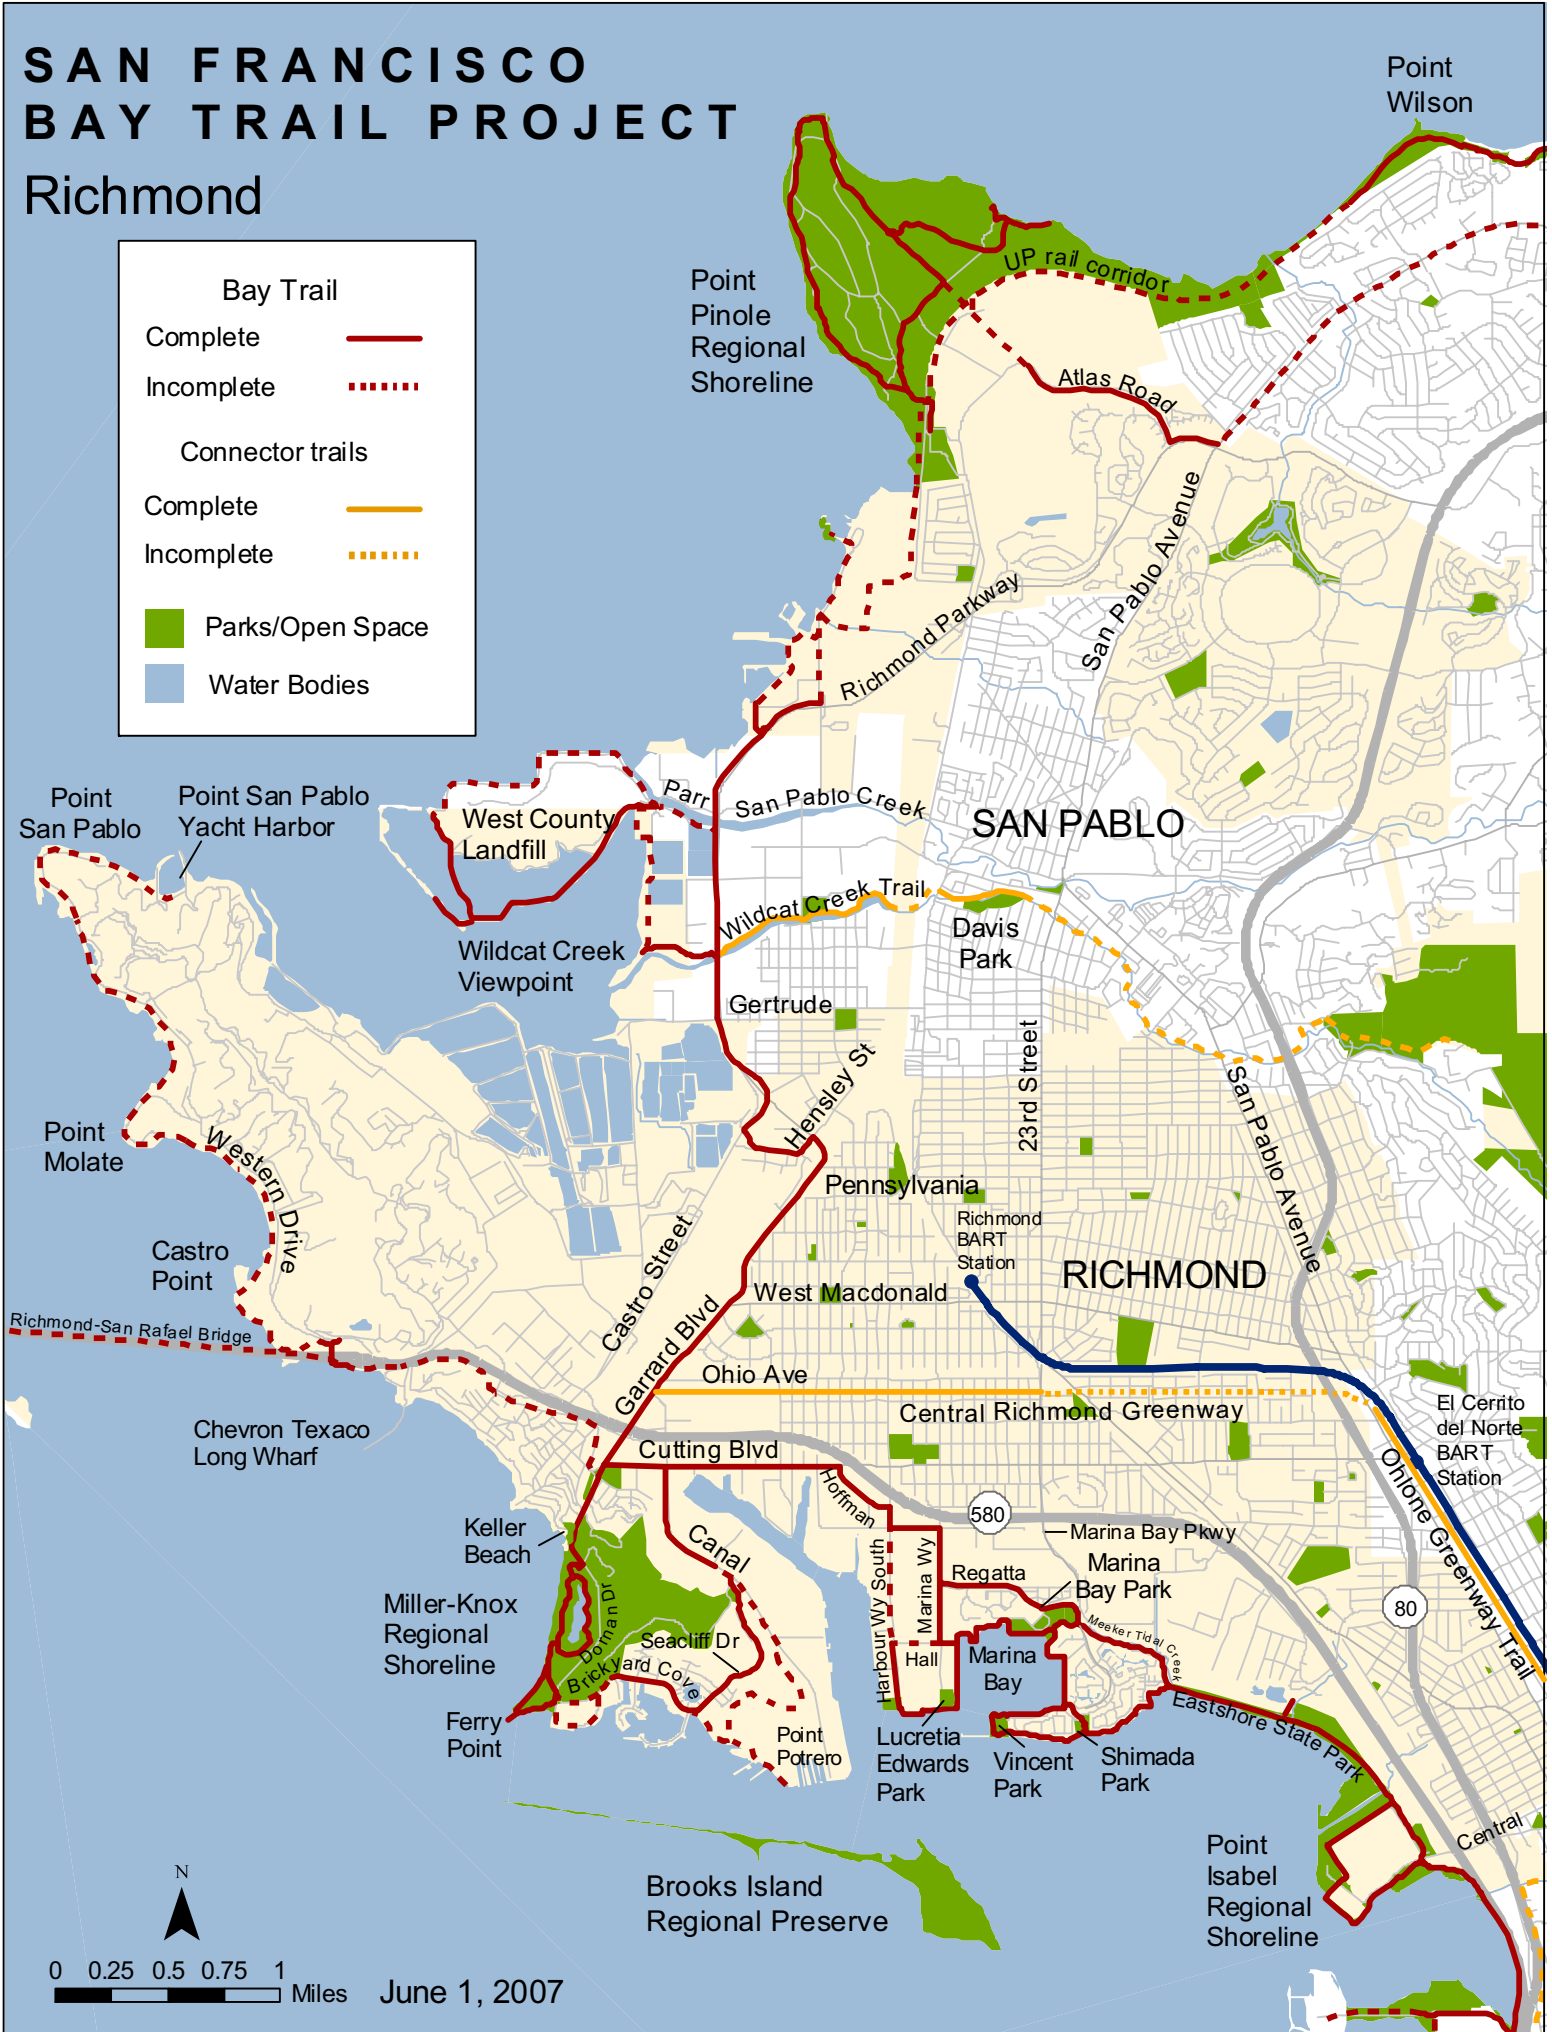 SAN FRANCISCO
BAY TRAIL PROJECT
Richmond
Bay Trail
Complete
Incomplete
Connector trails
Complete
Incomplete
Parks/Open Space
Water Bodies
Point
Wilson
Point
Pinole
Regional
Shoreline
UP rail corridor
Atlas Road
San Pablo Avenue
Richmond Parkway
Point
San Pablo
Point San Pablo
Yacht Harbor
West County
Landfill
Parr
San Pablo Creek
SAN PABLO
Wildcat Creek Trail
Davis
Park
Wildcat Creek
Viewpoint
Gertrude
Hensley St
23rd Street
San Pablo Avenue
Point
Molate
Western Drive
Pennsylvania
Richmond
BART
Station
RICHMOND
Castro
Point
Castro Street
West Macdonald
Richmond-San Rafael Bridge
Garrard Blvd
Ohio Ave
Central Richmond Greenway
El Cerrito
del Norte
BART
Station
Chevron Texaco
Long Wharf
Cutting Blvd
Hoffman
Ohlone Greenway Trail
580
80
Keller
Beach
Canal
Marina Bay Pkwy
Marina
Bay Park
Regatta
Harbour Wy South
Marina Wy
Miller-Knox
Regional
Shoreline
Dornan Dr
Seacliff Dr
Brickyard Cove
Meeker Tidal Creek
Hall
Marina
Bay
Eastshore State Park
Ferry
Point
Point
Potrero
Lucretia
Edwards
Park
Vincent
Park
Shimada
Park
Central
Point
Isabel
Regional
Shoreline
Brooks Island
Regional Preserve
N
0 0.25 0.5 0.75 1
Miles
June 1, 2007